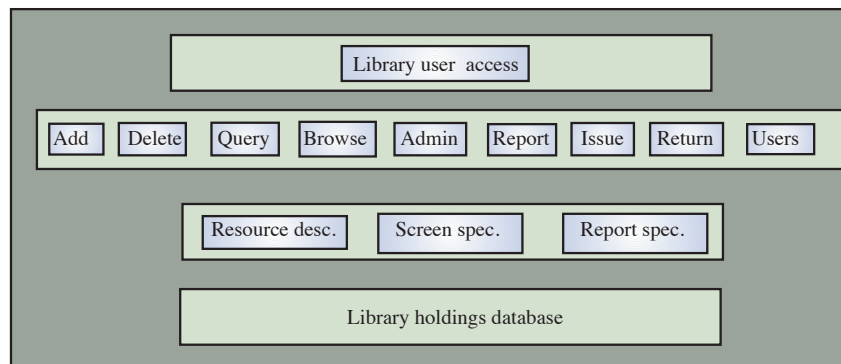 Library user access
Add Delete Query Browse Admin Report Issue Return Users
Resource desc. Screen spec. Report spec.
Library holdings database